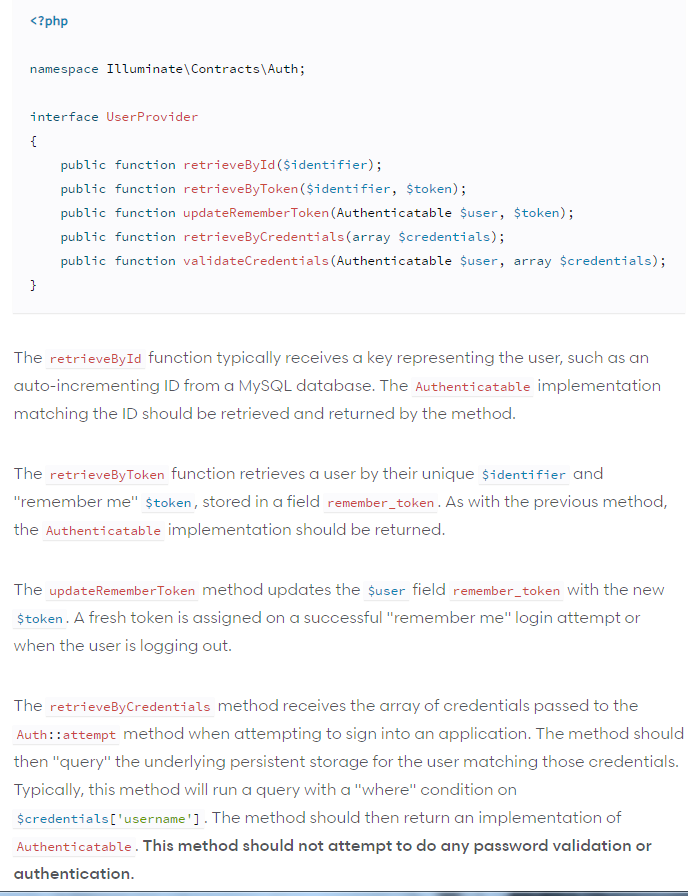 <?php
namespace Illuminate\Contracts\Auth;
interface UserProvider
{
    public function retrieveById($identifier);
    public function retrieveByToken($identifier, $token);
    public function updateRememberToken(Authenticatable $user, $token);
    public function retrieveByCredentials(array $credentials);
    public function validateCredentials(Authenticatable $user, array $credentials);
}
The retrieveById function typically receives a key representing the user, such as an
auto-incrementing ID from a MySQL database. The Authenticatable implementation
matching the ID should be retrieved and returned by the method.
The retrieveByToken function retrieves a user by their unique $identifier and
"remember me" $token, stored in a field remember_token. As with the previous method,
the Authenticatable implementation should be returned.
The updateRememberToken method updates the $user field remember_token with the new
$token. A fresh token is assigned on a successful "remember me" login attempt or
when the user is logging out.
The retrieveByCredentials method receives the array of credentials passed to the
Auth::attempt method when attempting to sign into an application. The method should
then "query" the underlying persistent storage for the user matching those credentials.
Typically, this method will run a query with a "where" condition on
$credentials['username']. The method should then return an implementation of
Authenticatable. This method should not attempt to do any password validation or
authentication.